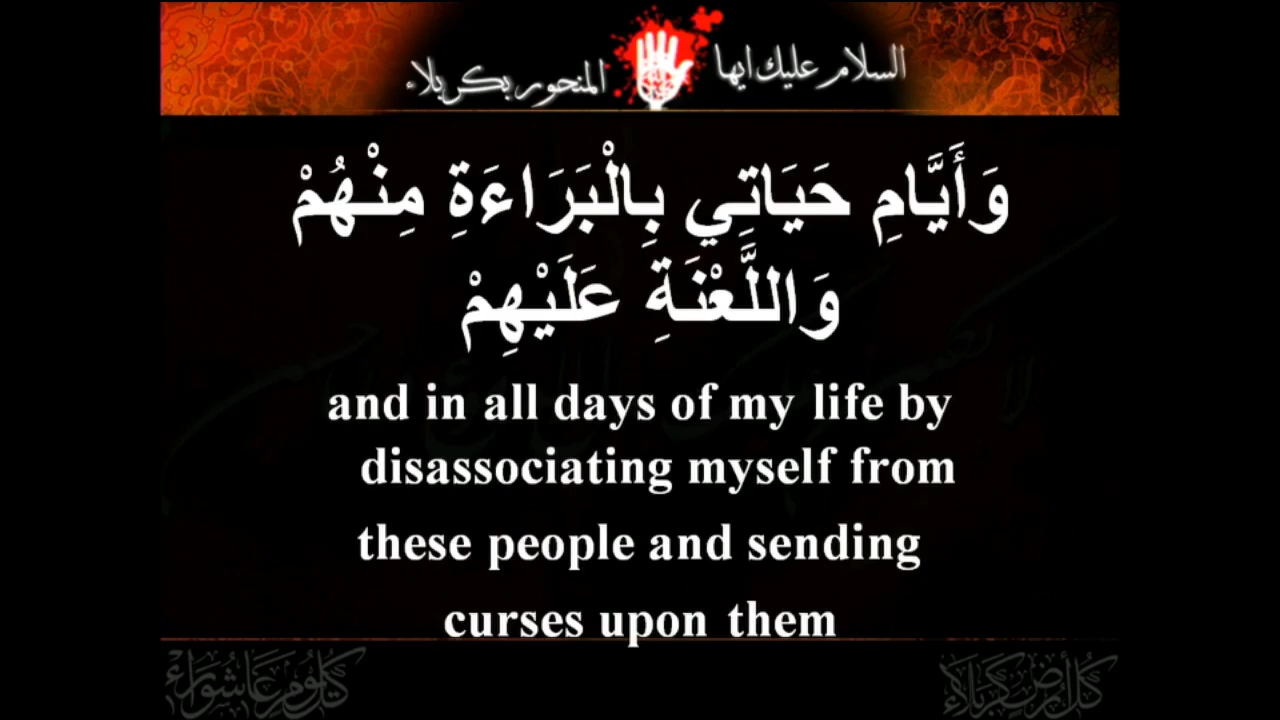 السلام عليك ايها المنحور بكربلاء
وَأَيَّامِ حَيَاتِي بِالْبَرَاءَةِ مِنْهُمْ
وَاللَّعْنَةِ عَلَيْهِمْ
and in all days of my life by
disassociating myself from
these people and sending
curses upon them
كل يوم عاشوراء
كل أرض كربلاء